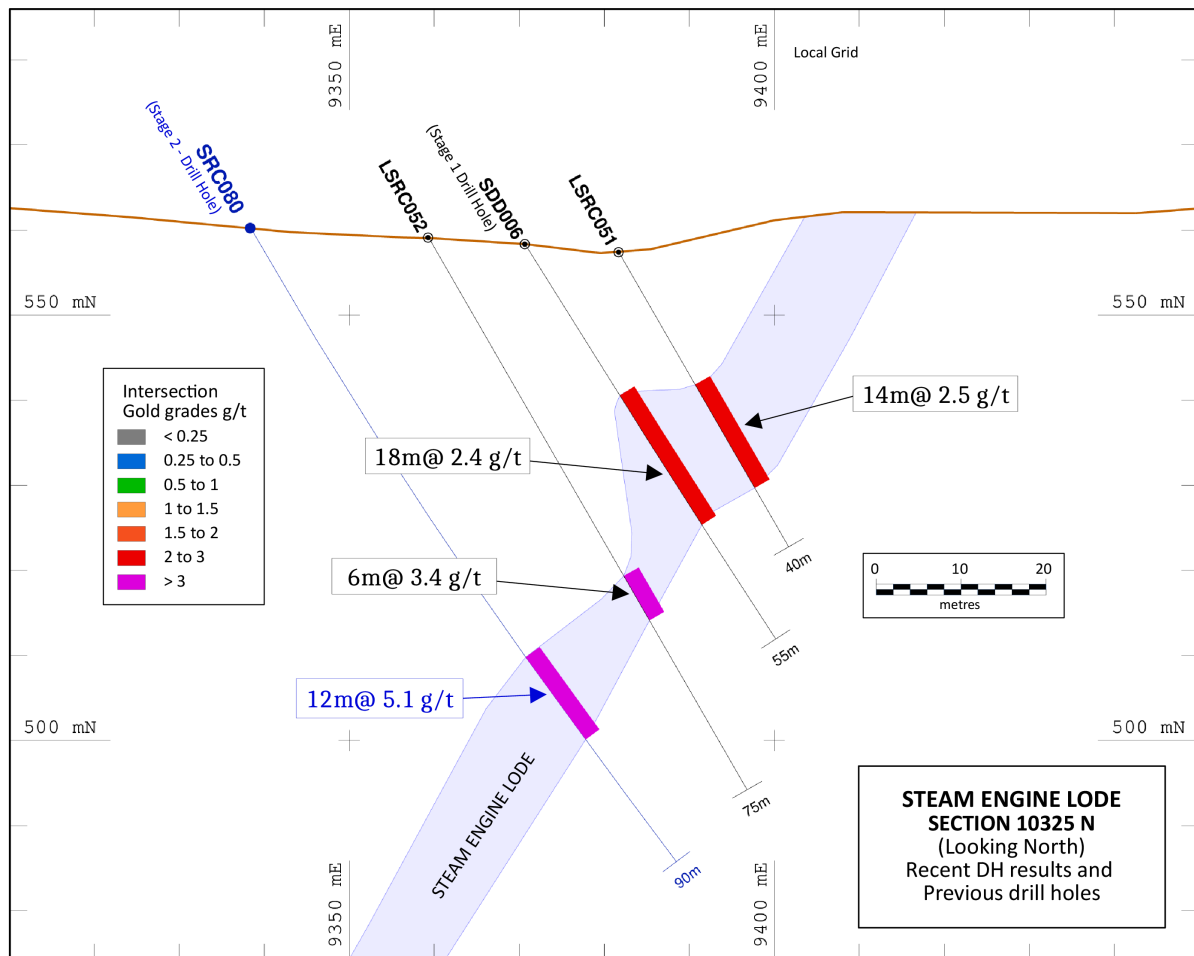 9350 mE
9400 mE
Local Grid
SRC080
(Stage 2 - Drill Hole)
LSRC052
SDD006
(Stage 1 Drill Hole)
LSRC051
550 mN
550 mN
Intersection
Gold grades g/t
< 0.25
0.25 to 0.5
0.5 to 1
1 to 1.5
1.5 to 2
2 to 3
> 3
14m@ 2.5 g/t
18m@ 2.4 g/t
6m@ 3.4 g/t
12m@ 5.1 g/t
40m
55m
75m
90m
0 10 20
metres
500 mN
500 mN
STEAM ENGINE LODE
9350 mE
9400 mE
STEAM ENGINE LODE
SECTION 10325 N
(Looking North)
Recent DH results and
Previous drill holes